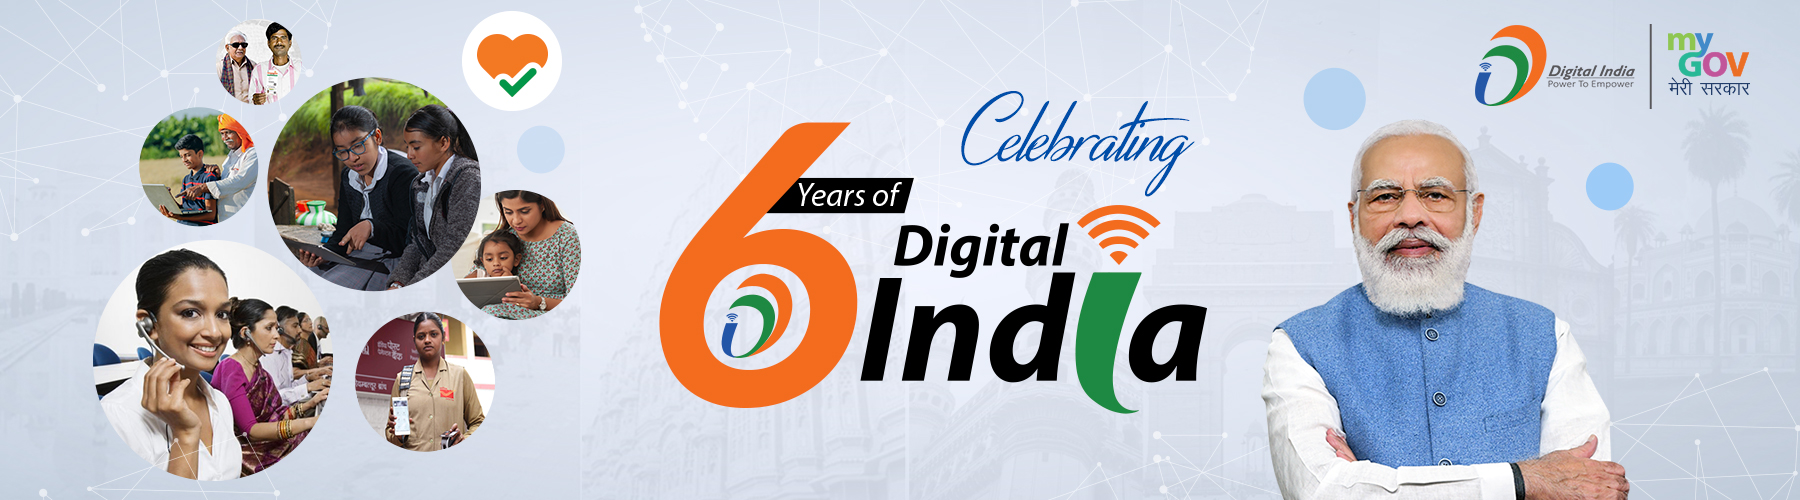 Celebrating
6
Years of
Digital
India
Digital India
Power To Empower
my
GOV
मेरी सरकार